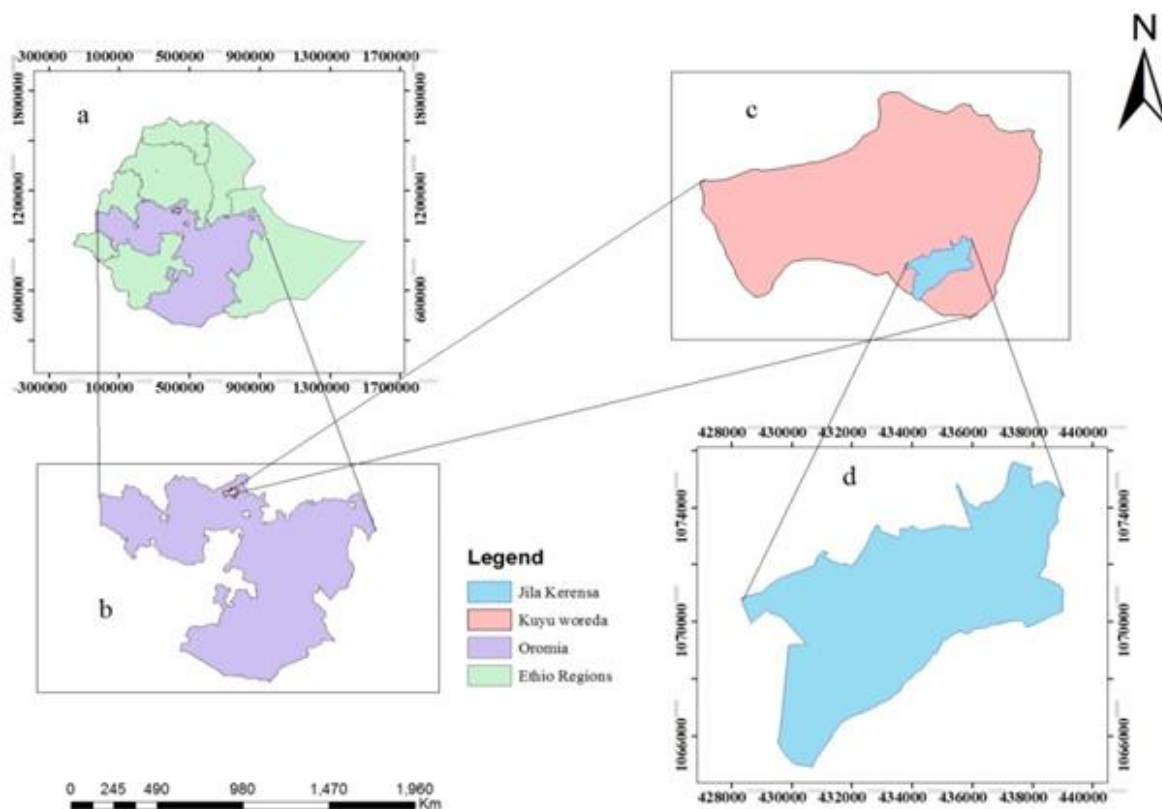 N
-300000 100000 500000 900000 1300000 1700000
1800000
1200000
600000
1800000
1200000
600000
-300000 100000 500000 900000 1300000 1700000
a
c
b
Legend
Jila Kerensa
Kuyu woreda
Oromia
Ethio Regions
428000 430000 432000 434000 436000 438000 440000
d
1074000
1070000
1066000
1074000
1070000
1066000
428000 430000 432000 434000 436000 438000 440000
0 245 490 980 1,470 1,960
Km